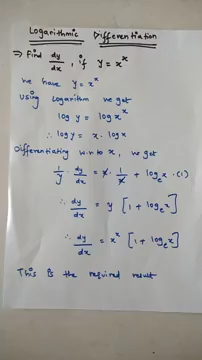 Logarithmic Differentiation
⇒ Find dy/dx, if y = x^x
we have y = x^x
Using Logarithm we get
log y = log x^x
∴ log y = x . log x
Differentiating w.r.to x, we get
1/y . dy/dx = x . 1/x + log_e x . (1)
∴ dy/dx = y [1 + log_e x]
∴ dy/dx = x^x [1 + log_e x]
This is the required result